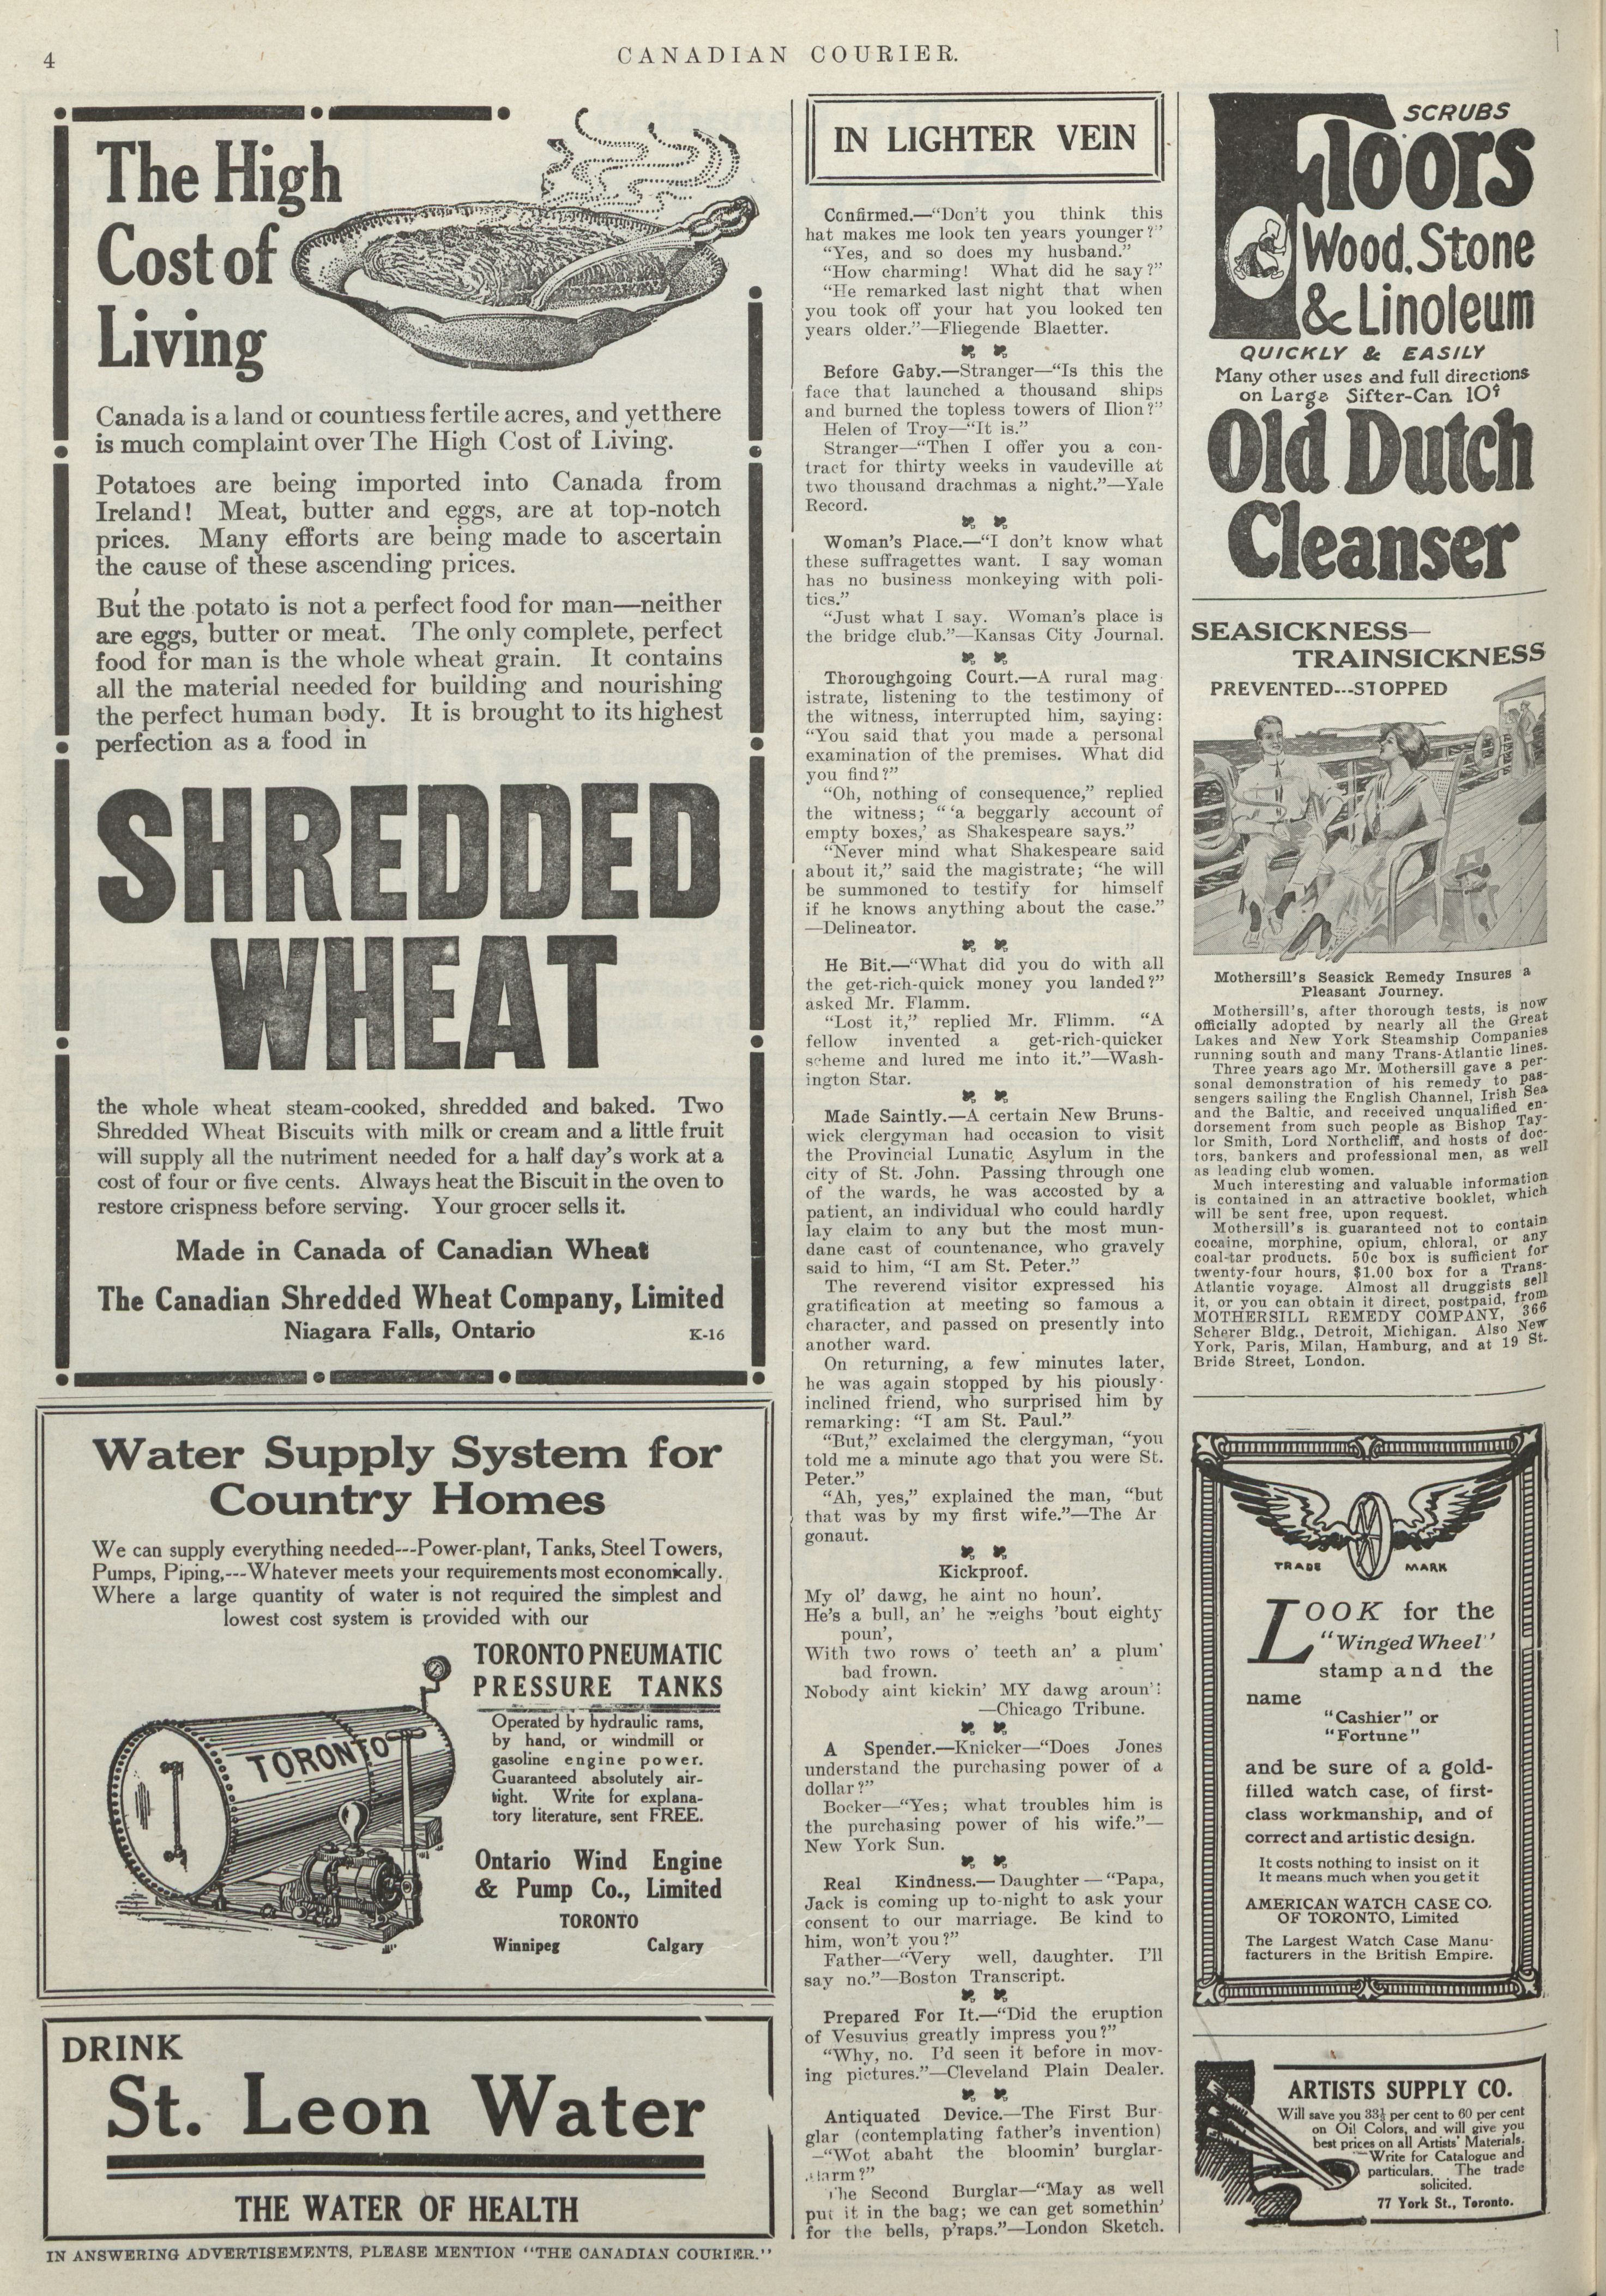 4
CANADIAN COURIER.
The High
Cost of
Living
Canada is a land or countless fertile acres, and yet there
is much complaint over The High Cost of Living.
Potatoes are being imported into Canada from
Ireland! Meat, butter and eggs, are at top-notch
prices. Many efforts are being made to ascertain
the cause of these ascending prices.
But the potato is not a perfect food for man—neither
are eggs, butter or meat. The only complete, perfect
food for man is the whole wheat grain. It contains
all the material needed for building and nourishing
the perfect human body. It is brought to its highest
perfection as a food in
SHREDDED
WHEAT
the whole wheat steam-cooked, shredded and baked. Two
Shredded Wheat Biscuits with milk or cream and a little fruit
will supply all the nutriment needed for a half day's work at a
cost of four or five cents. Always heat the Biscuit in the oven to
restore crispness before serving. Your grocer sells it.
Made in Canada of Canadian Wheat
The Canadian Shredded Wheat Company, Limited
Niagara Falls, Ontario K-16
Water Supply System for
Country Homes
We can supply everything needed---Power-plant, Tanks, Steel Towers,
Pumps, Piping,---Whatever meets your requirements most economically.
Where a large quantity of water is not required the simplest and
lowest cost system is provided with our
TORONTO PNEUMATIC
PRESSURE TANKS
TORONTO
Operated by hydraulic rams,
by hand, or windmill or
gasoline engine power.
Guaranteed absolutely air-
tight. Write for explana-
tory literature, sent FREE.
Ontario Wind Engine
& Pump Co., Limited
TORONTO
Winnipeg Calgary
DRINK
St. Leon Water
THE WATER OF HEALTH
IN ANSWERING ADVERTISEMENTS, PLEASE MENTION "THE CANADIAN COURIER."
IN LIGHTER VEIN
Confirmed.—"Don't you think this
hat makes me look ten years younger?"
"Yes, and so does my husband."
"How charming! What did he say?"
"He remarked last night that when
you took off your hat you looked ten
years older."—Fliegende Blaetter.
Before Gaby.—Stranger—"Is this the
face that launched a thousand ships
and burned the topless towers of Ilion?"
Helen of Troy—"It is."
Stranger—"Then I offer you a con-
tract for thirty weeks in vaudeville at
two thousand drachmas a night."—Yale
Record.
Woman's Place.—"I don't know what
these suffragettes want. I say woman
has no business monkeying with poli-
tics."
"Just what I say. Woman's place is
the bridge club."—Kansas City Journal.
Thoroughgoing Court.—A rural mag-
istrate, listening to the testimony of
the witness, interrupted him, saying:
"You said that you made a personal
examination of the premises. What did
you find?"
"Oh, nothing of consequence," replied
the witness; "'a beggarly account of
empty boxes,' as Shakespeare says."
"Never mind what Shakespeare said
about it," said the magistrate; "he will
be summoned to testify for himself
if he knows anything about the case."
—Delineator.
He Bit.—"What did you do with all
the get-rich-quick money you landed?"
asked Mr. Flamm.
"Lost it," replied Mr. Flimm. "A
fellow invented a get-rich-quicker
scheme and lured me into it."—Wash-
ington Star.
Made Saintly.—A certain New Bruns-
wick clergyman had occasion to visit
the Provincial Lunatic Asylum in the
city of St. John. Passing through one
of the wards, he was accosted by a
patient, an individual who could hardly
lay claim to any but the most mun-
dane cast of countenance, who gravely
said to him, "I am St. Peter."
The reverend visitor expressed his
gratification at meeting so famous a
character, and passed on presently into
another ward.
On returning, a few minutes later,
he was again stopped by his piously-
inclined friend, who surprised him by
remarking: "I am St. Paul."
"But," exclaimed the clergyman, "you
told me a minute ago that you were St.
Peter."
"Ah, yes," explained the man, "but
that was by my first wife."—The Ar
gonaut.
Kickproof.
My ol' dawg, he aint no houn'.
He's a bull, an' he weighs 'bout eighty
poun',
With two rows o' teeth an' a plum'
bad frown.
Nobody aint kickin' MY dawg aroun'!
—Chicago Tribune.
A Spender.—Knicker—"Does Jones
understand the purchasing power of a
dollar?"
Bocker—"Yes; what troubles him is
the purchasing power of his wife."—
New York Sun.
Real Kindness.—Daughter—"Papa,
Jack is coming up to-night to ask your
consent to our marriage. Be kind to
him, won't you?"
Father—"Very well, daughter. I'll
say no."—Boston Transcript.
Prepared For It.—"Did the eruption
of Vesuvius greatly impress you?"
"Why, no. I'd seen it before in mov-
ing pictures."—Cleveland Plain Dealer.
Antiquated Device.—The First Bur-
glar (contemplating father's invention)
—"Wot abaht the bloomin' burglar-
alarm?"
The Second Burglar—"May as well
put it in the bag; we can get somethin'
for the bells, p'raps."—London Sketch.
SCRUBS
Floors
Wood, Stone
& Linoleum
QUICKLY & EASILY
Many other uses and full directions
on Large Sifter-Can 10¢
Old Dutch
Cleanser
SEASICKNESS—
TRAINSICKNESS
PREVENTED---STOPPED
Mothersill's Seasick Remedy Insures a
Pleasant Journey.
Mothersill's, after thorough tests, is now
officially adopted by nearly all the Great
Lakes and New York Steamship Companies
running south and many Trans-Atlantic lines.
Three years ago Mr. Mothersill gave a per-
sonal demonstration of his remedy to pas-
sengers sailing the English Channel, Irish Sea
and the Baltic, and received unqualified en-
dorsement from such people as Bishop Tay-
lor Smith, Lord Northcliff, and hosts of doc-
tors, bankers and professional men, as well
as leading club women.
Much interesting and valuable information
is contained in an attractive booklet, which
will be sent free, upon request.
Mothersill's is guaranteed not to contain
cocaine, morphine, opium, chloral, or any
coal-tar products. 50c box is sufficient for
twenty-four hours, $1.00 box for a Trans-
Atlantic voyage. Almost all druggists sell
it, or you can obtain it direct, postpaid, from
MOTHERSILL REMEDY COMPANY, 366
Scherer Bldg., Detroit, Michigan. Also New
York, Paris, Milan, Hamburg, and at 19 St.
Bride Street, London.
TRADE MARK
LOOK for the
"Winged Wheel"
stamp and the
name
"Cashier" or
"Fortune"
and be sure of a gold-
filled watch case, of first-
class workmanship, and of
correct and artistic design.
It costs nothing to insist on it
It means much when you get it
AMERICAN WATCH CASE CO.
OF TORONTO, Limited
The Largest Watch Case Manu-
facturers in the British Empire.
ARTISTS SUPPLY CO.
Will save you 33⅓ per cent to 60 per cent
on Oil Colors, and will give you
best prices on all Artists' Materials.
Write for Catalogue and
particulars. The trade
solicited.
77 York St., Toronto.